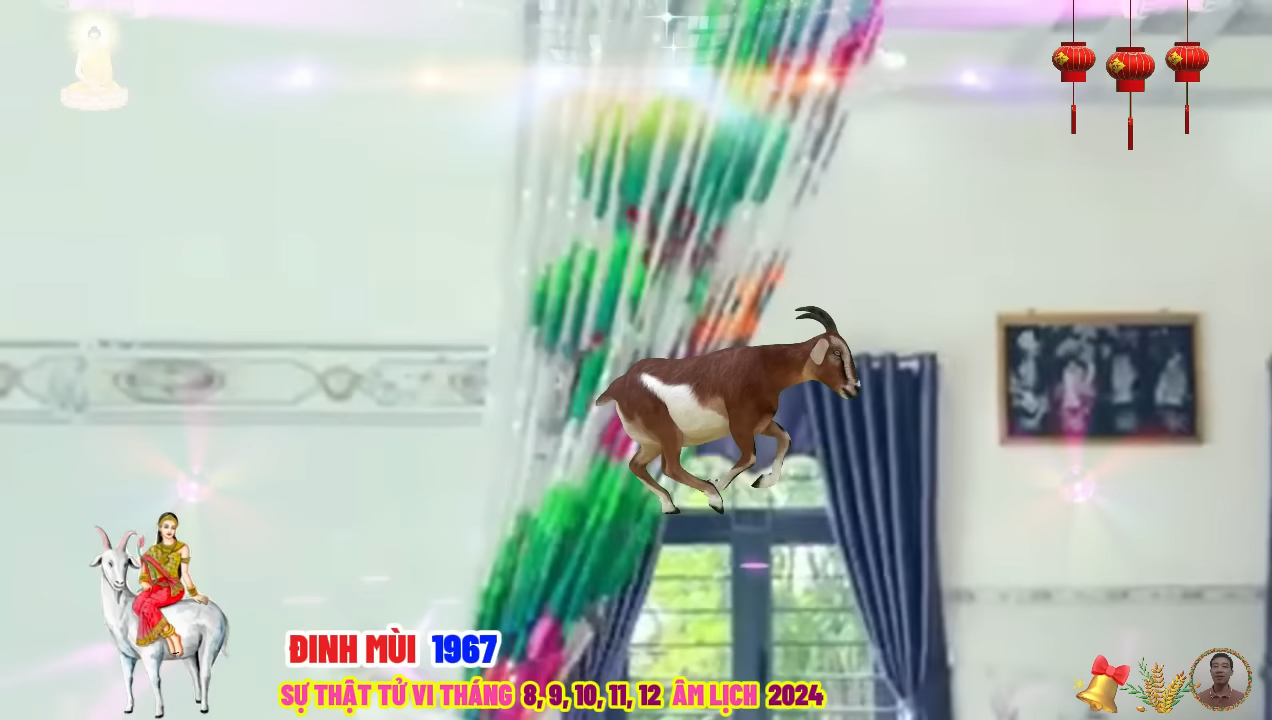 ĐINH MÙI 1967
SỰ THẬT TỬ VI THÁNG 8, 9, 10, 11, 12 ÂM LỊCH 2024